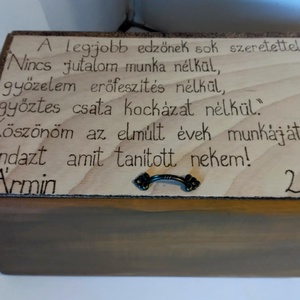 A legjobb edzőnek sok szeretettel
Nincs jutalom munka nélkül,
győzelem erőfeszítés nélkül,
győztes csata kockázat nélkül.
Köszönöm az elmúlt évek munkáját
mindazt amit tanított nekem!
Ármin 2